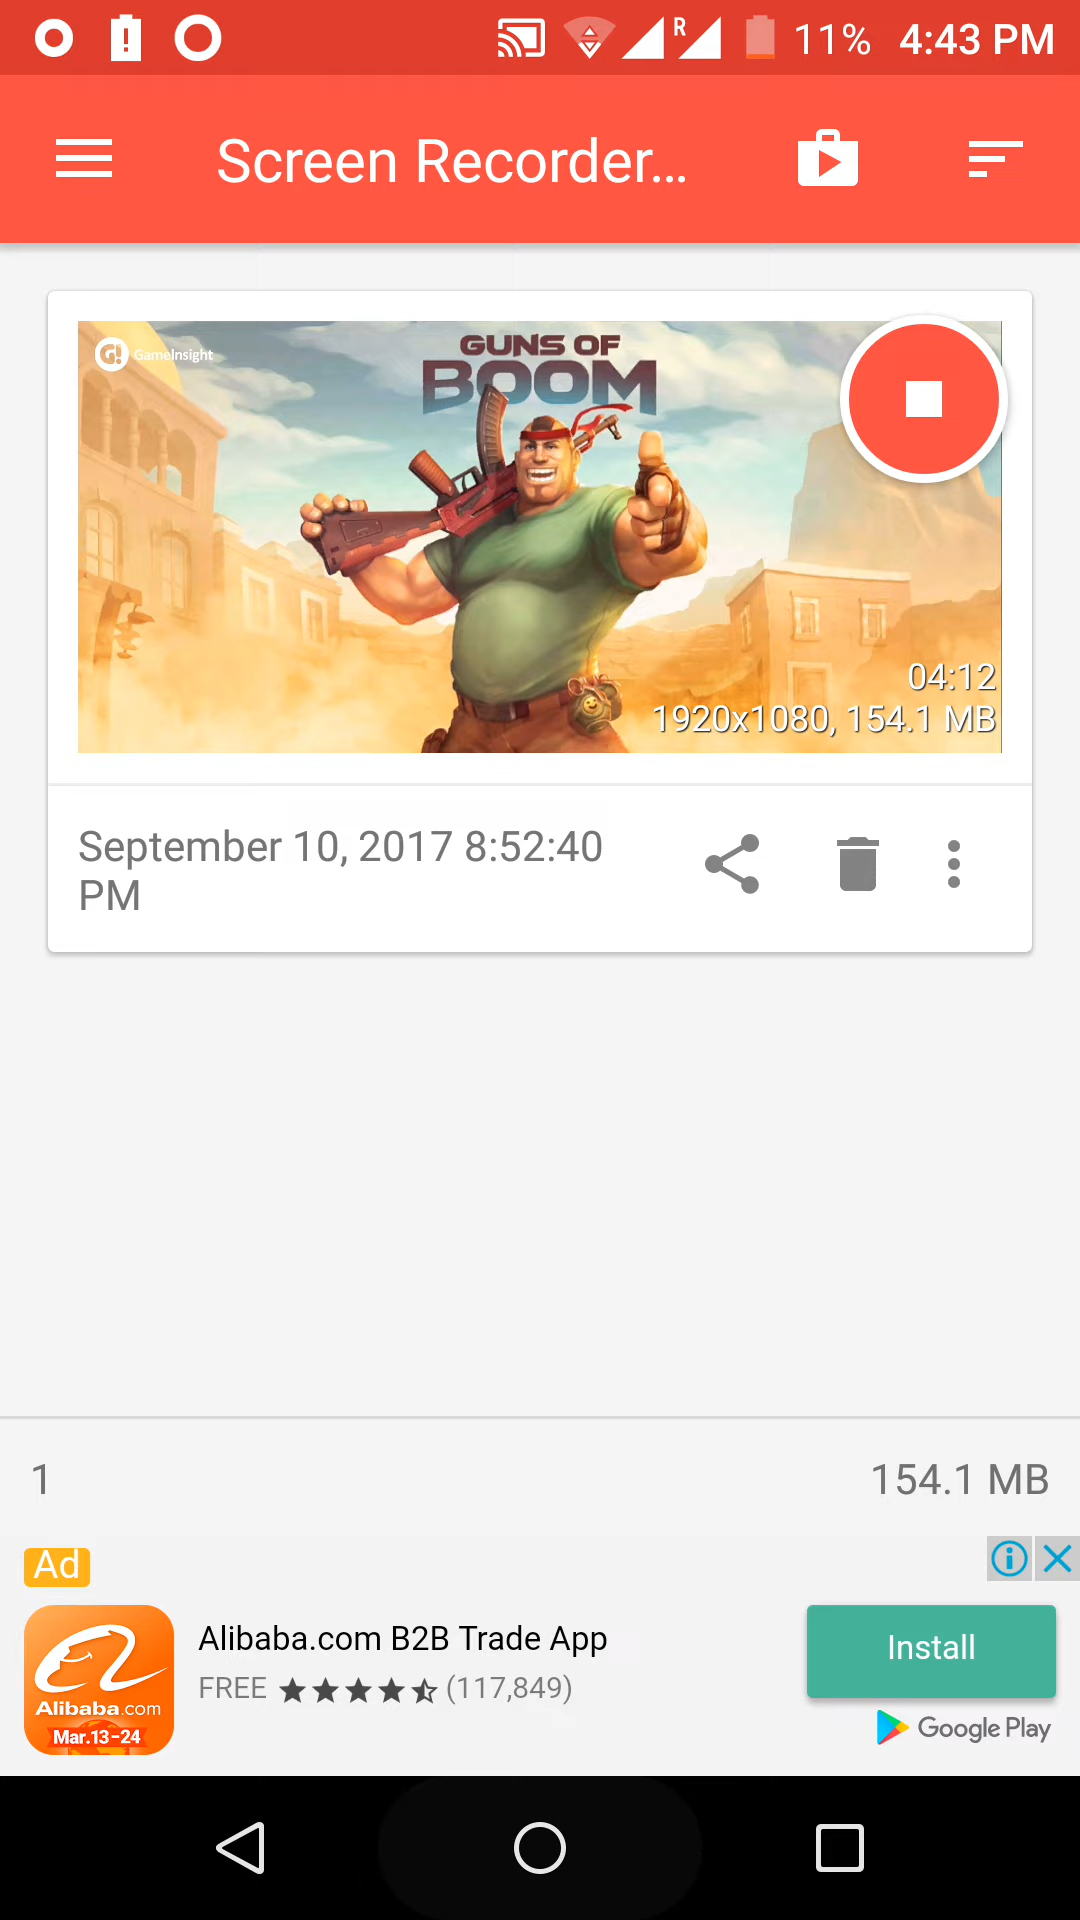 R 11% 4:43 PM
Screen Recorder...
G! GameInsight
GUNS OF
BOOM
04:12
1920x1080, 154.1 MB
September 10, 2017 8:52:40
PM
1 154.1 MB
Ad
Alibaba.com B2B Trade App
Install
FREE (117,849)
Alibaba.com
Mar.13-24
Google Play